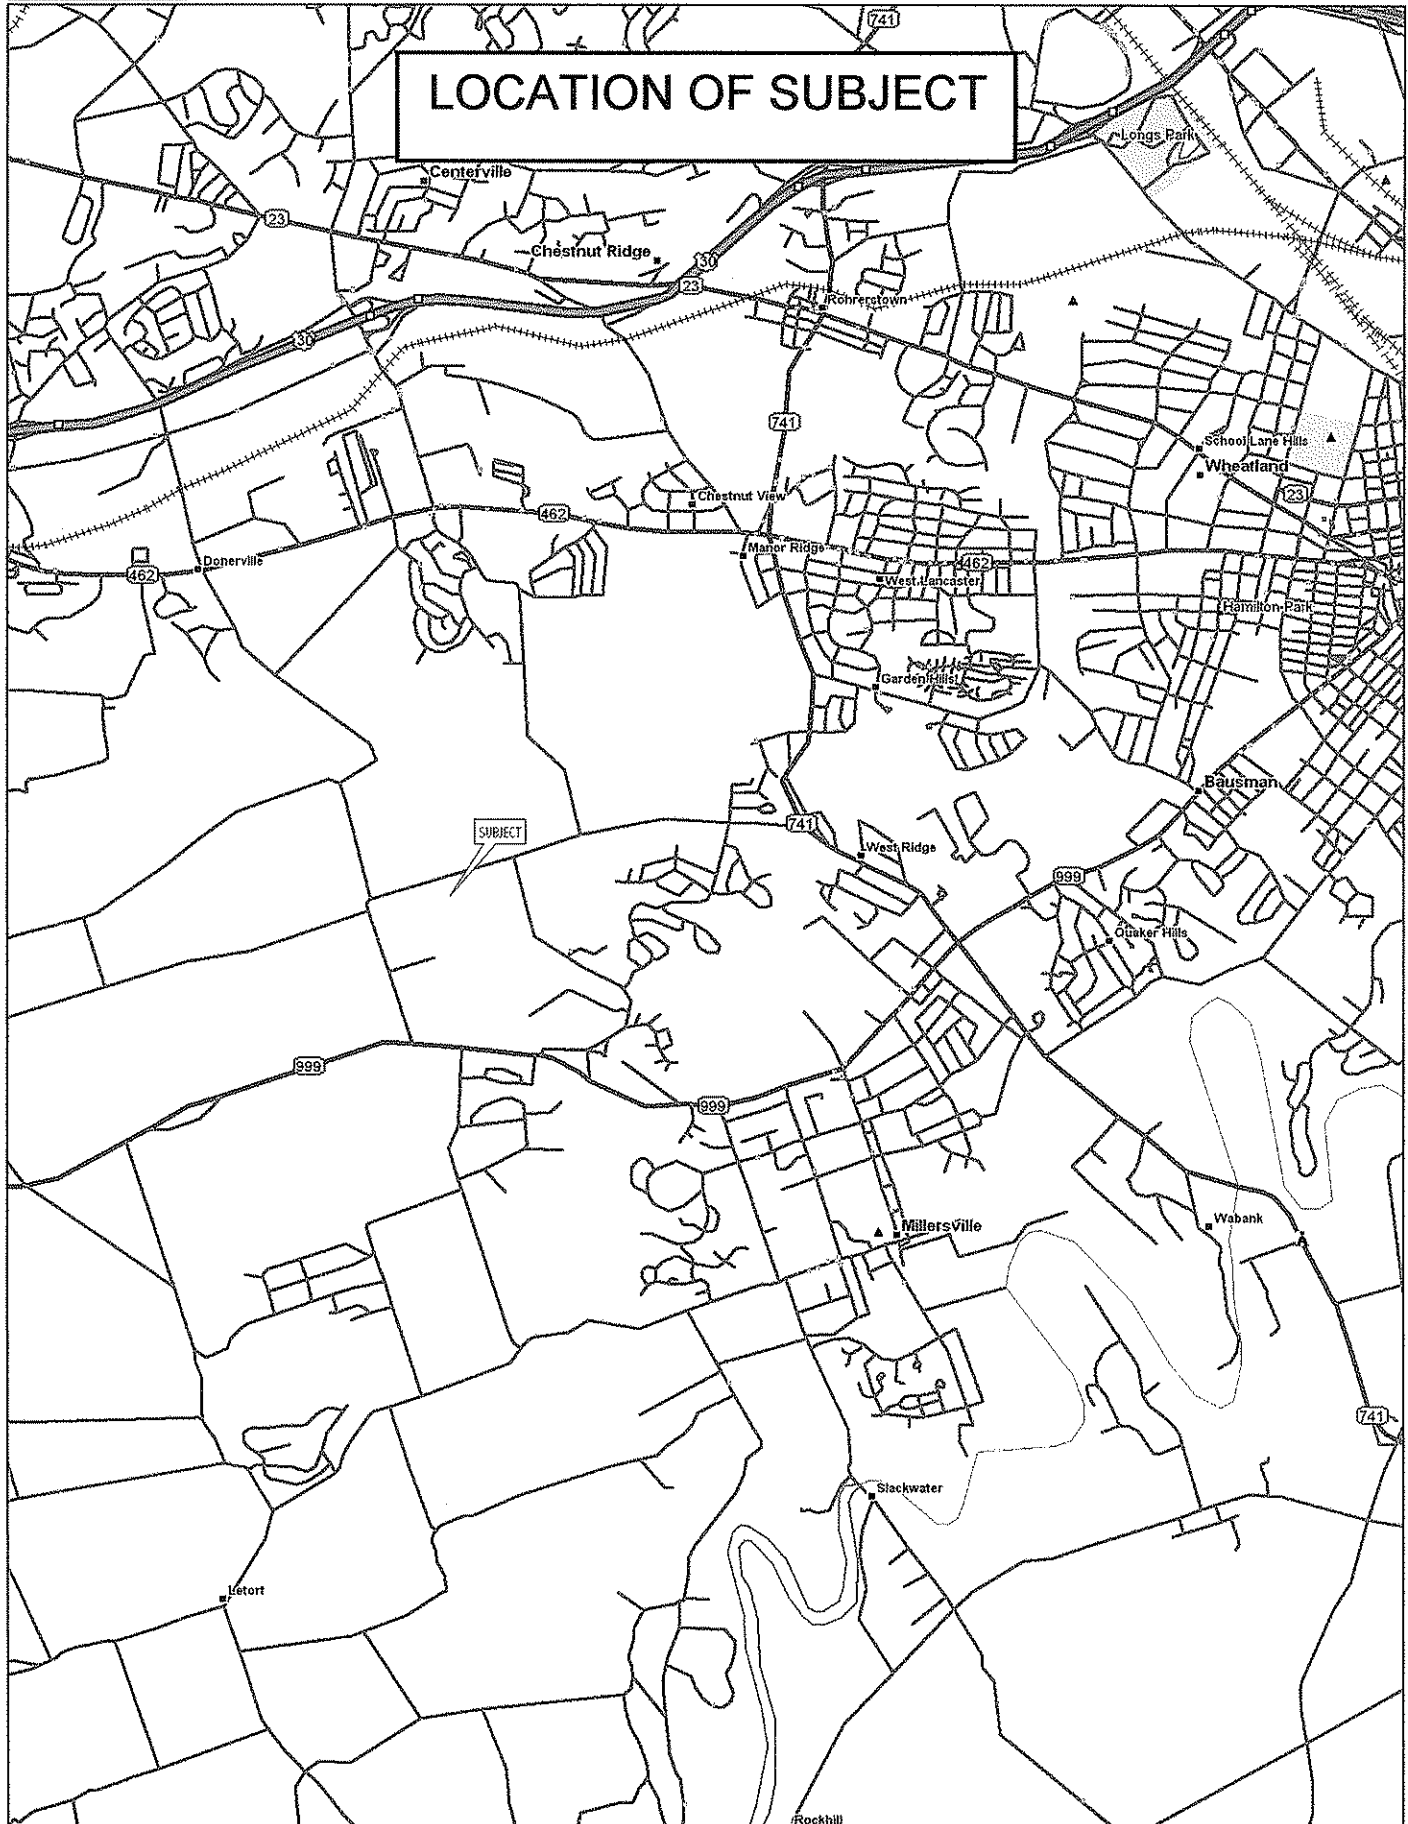 741
LOCATION OF SUBJECT
Longs Park
Centerville
23
Chestnut Ridge
30
23
Rohrerstown
30
741
School Lane Hills
Wheatland
23
Chestnut View
462
Manor Ridge
Donerville
462
462
West Lancaster
Hamilton Park
Garden Hills
Bausman
SUBJECT
741
West Ridge
999
Quaker Hills
999
999
Wabank
Millersville
741
Slackwater
Letort
Rockhill